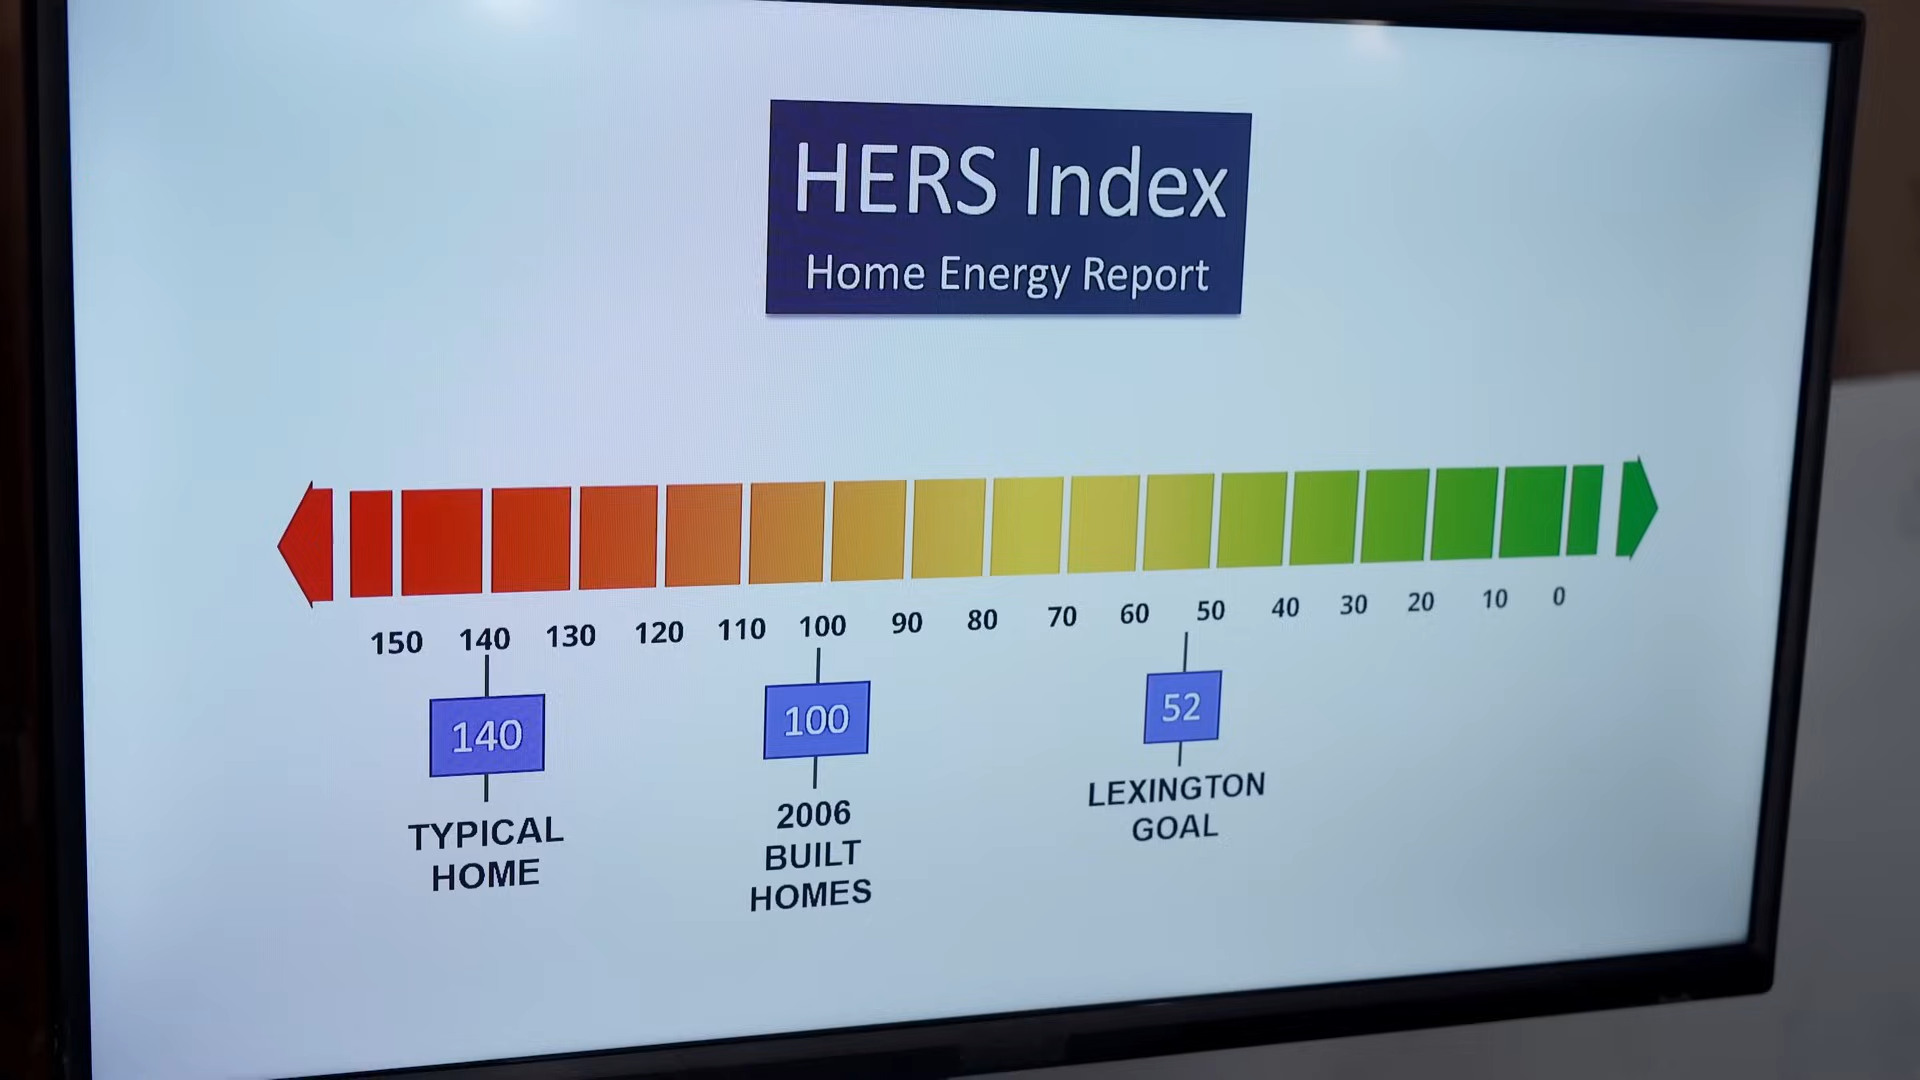 HERS Index
Home Energy Report
150 140 130 120 110 100 90 80 70 60 50 40 30 20 10 0
140
100
52
TYPICAL
HOME
2006
BUILT
HOMES
LEXINGTON
GOAL